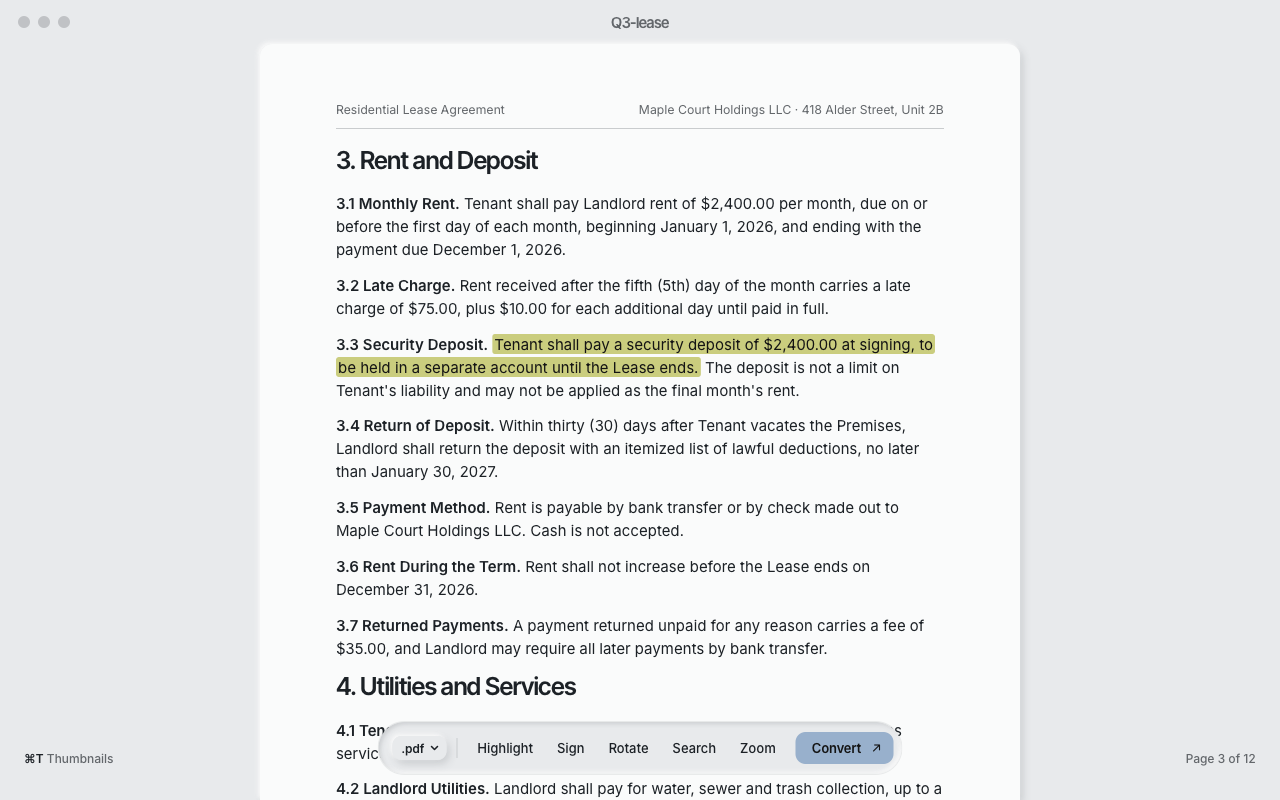 Q3-lease
Residential Lease Agreement
Maple Court Holdings LLC · 418 Alder Street, Unit 2B
3. Rent and Deposit
3.1 Monthly Rent. Tenant shall pay Landlord rent of $2,400.00 per month, due on or
before the first day of each month, beginning January 1, 2026, and ending with the
payment due December 1, 2026.
3.2 Late Charge. Rent received after the fifth (5th) day of the month carries a late
charge of $75.00, plus $10.00 for each additional day until paid in full.
3.3 Security Deposit. Tenant shall pay a security deposit of $2,400.00 at signing, to
be held in a separate account until the Lease ends. The deposit is not a limit on
Tenant's liability and may not be applied as the final month's rent.
3.4 Return of Deposit. Within thirty (30) days after Tenant vacates the Premises,
Landlord shall return the deposit with an itemized list of lawful deductions, no later
than January 30, 2027.
3.5 Payment Method. Rent is payable by bank transfer or by check made out to
Maple Court Holdings LLC. Cash is not accepted.
3.6 Rent During the Term. Rent shall not increase before the Lease ends on
December 31, 2026.
3.7 Returned Payments. A payment returned unpaid for any reason carries a fee of
$35.00, and Landlord may require all later payments by bank transfer.
4. Utilities and Services
4.1
.pdf Highlight Sign Rotate Search Zoom Convert
⌘T Thumbnails
Page 3 of 12
4.2 Landlord Utilities. Landlord shall pay for water, sewer and trash collection, up to a